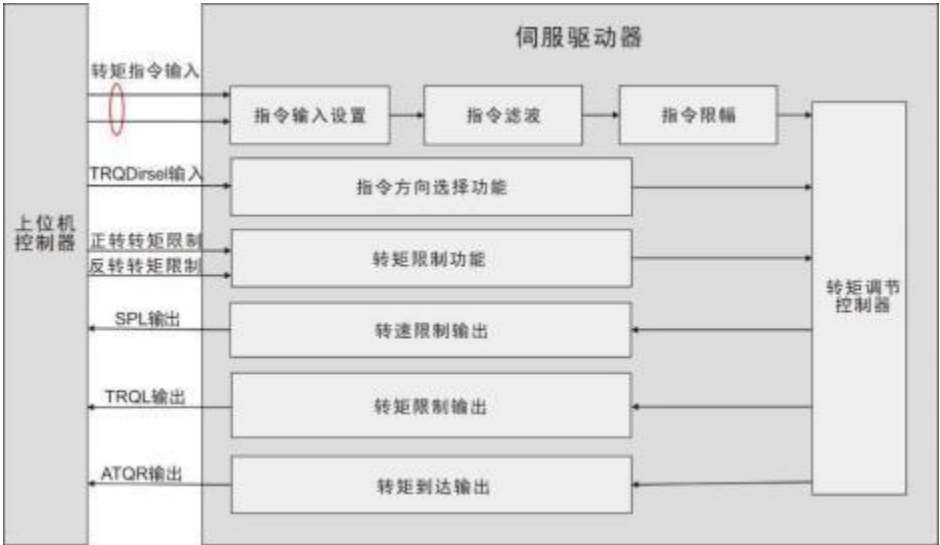 伺服驱动器
转矩指令输入
指令输入设置
指令滤波
指令限幅
TRQDirsel输入
指令方向选择功能
上位机
控制器
正转转矩限制
反转转矩限制
转矩限制功能
转矩调节
控制器
SPL输出
转速限制输出
TRQL输出
转矩限制输出
ATQR输出
转矩到达输出